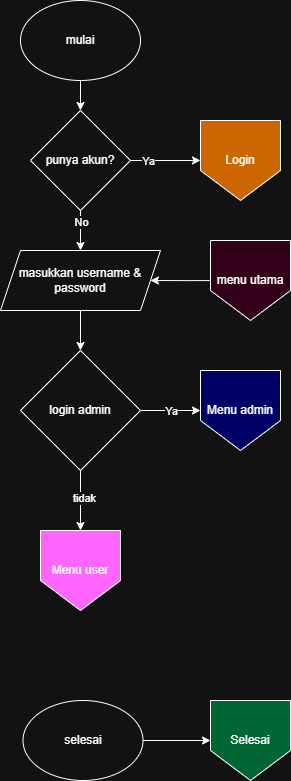 mulai
punya akun?
Ya
Login
No
masukkan username &
password
menu utama
login admin
Ya
Menu admin
tidak
Menu user
selesai
Selesai